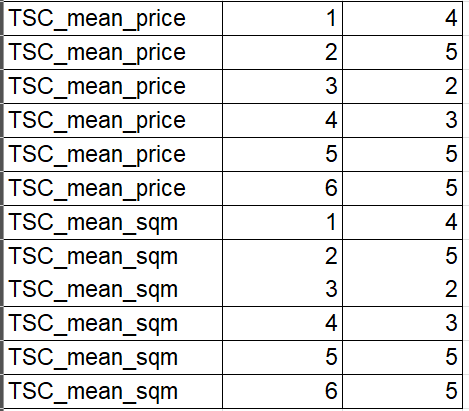 TSC_mean_price 1 4
TSC_mean_price 2 5
TSC_mean_price 3 2
TSC_mean_price 4 3
TSC_mean_price 5 5
TSC_mean_price 6 5
TSC_mean_sqm 1 4
TSC_mean_sqm 2 5
TSC_mean_sqm 3 2
TSC_mean_sqm 4 3
TSC_mean_sqm 5 5
TSC_mean_sqm 6 5